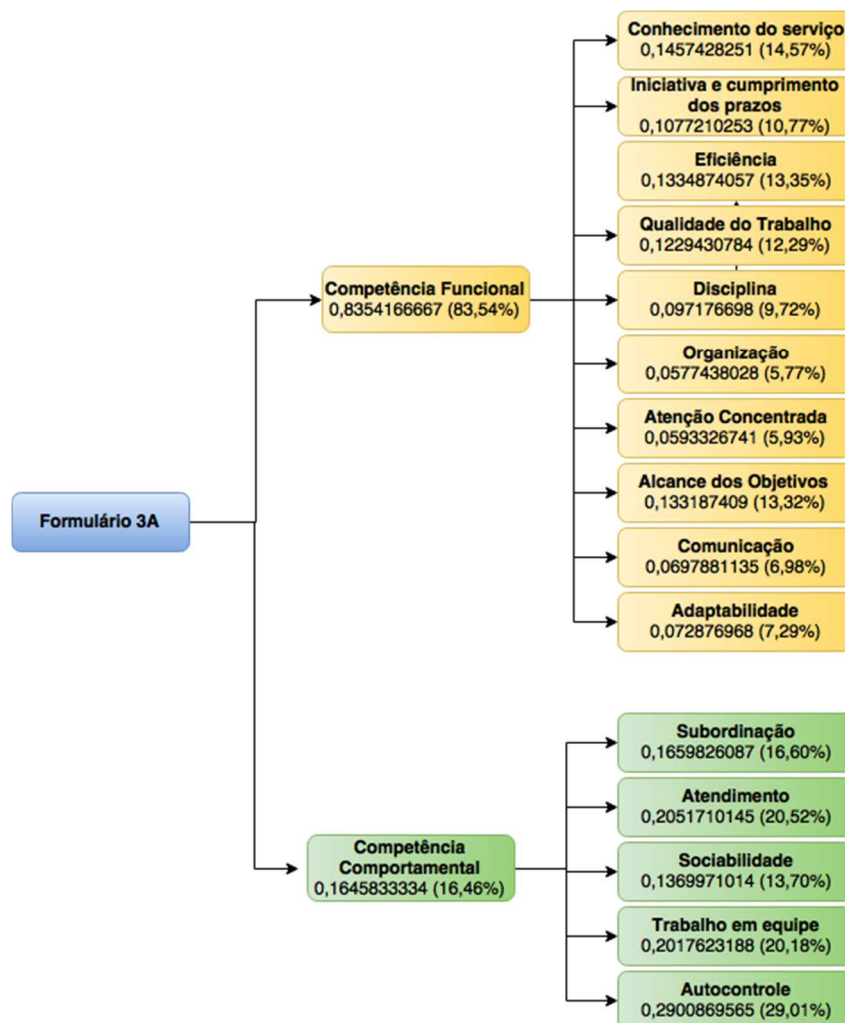 Conhecimento do serviço
0,1457428251 (14,57%)
Iniciativa e cumprimento
dos prazos
0,1077210253 (10,77%)
Eficiência
0,1334874057 (13,35%)
Qualidade do Trabalho
0,1229430784 (12,29%)
Competência Funcional
0,8354166667 (83,54%)
Disciplina
0,097176698 (9,72%)
Organização
0,0577438028 (5,77%)
Atenção Concentrada
0,0593326741 (5,93%)
Alcance dos Objetivos
0,133187409 (13,32%)
Formulário 3A
Comunicação
0,0697881135 (6,98%)
Adaptabilidade
0,072876968 (7,29%)
Subordinação
0,1659826087 (16,60%)
Atendimento
0,2051710145 (20,52%)
Competência
Comportamental
0,1645833334 (16,46%)
Sociabilidade
0,1369971014 (13,70%)
Trabalho em equipe
0,2017623188 (20,18%)
Autocontrole
0,2900869565 (29,01%)